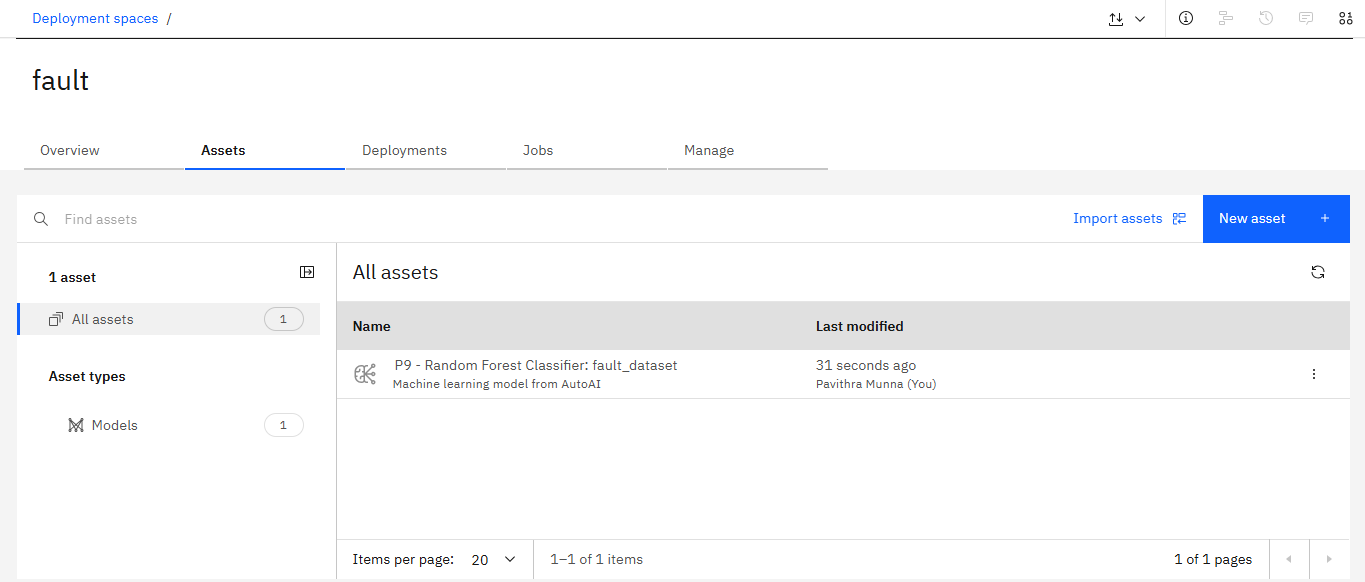 Deployment spaces /
fault
Overview Assets Deployments Jobs Manage
Find assets Import assets New asset +
1 asset
All assets 1
Asset types
Models 1
All assets
Name Last modified
P9 - Random Forest Classifier: fault_dataset 31 seconds ago
Machine learning model from AutoAI Pavithra Munna (You)
Items per page: 20 1–1 of 1 items 1 of 1 pages